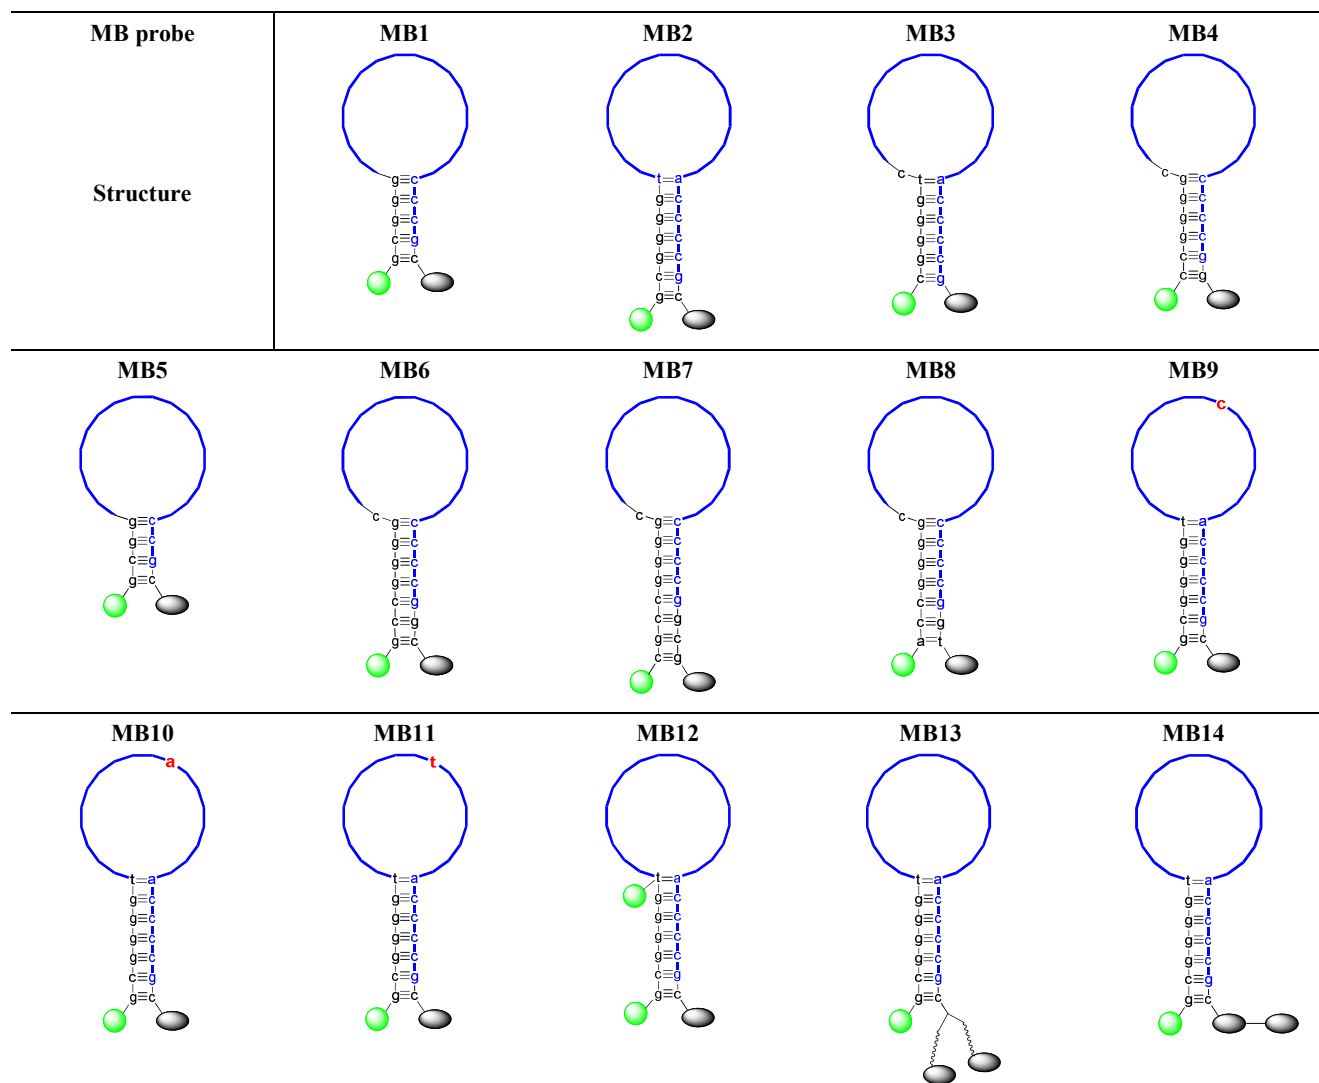 MB probe MB1 MB2 MB3 MB4
Structure
g≡c
g≡c
g≡c
c≡g
g≡c
t=a
g≡c
g≡c
g≡c
g≡c
c≡g
g≡c
c t=a
g≡c
g≡c
g≡c
g≡c
c≡g
c g≡c
g≡c
g≡c
g≡c
c≡g
c≡g
MB5 MB6 MB7 MB8 MB9
g≡c
g≡c
c≡g
g≡c
c g≡c
g≡c
g≡c
g≡c
c≡g
c≡g
g≡c
c g≡c
g≡c
g≡c
g≡c
c≡g
c≡g
g≡c
c≡g
c g≡c
g≡c
g≡c
g≡c
c≡g
c≡g
a=t
c
t=a
g≡c
g≡c
g≡c
g≡c
c≡g
g≡c
MB10 MB11 MB12 MB13 MB14
a
t=a
g≡c
g≡c
g≡c
g≡c
c≡g
g≡c
t
t=a
g≡c
g≡c
g≡c
g≡c
c≡g
g≡c
t=a
g≡c
g≡c
g≡c
g≡c
c≡g
g≡c
t=a
g≡c
g≡c
g≡c
g≡c
c≡g
g≡c
t=a
g≡c
g≡c
g≡c
g≡c
c≡g
g≡c